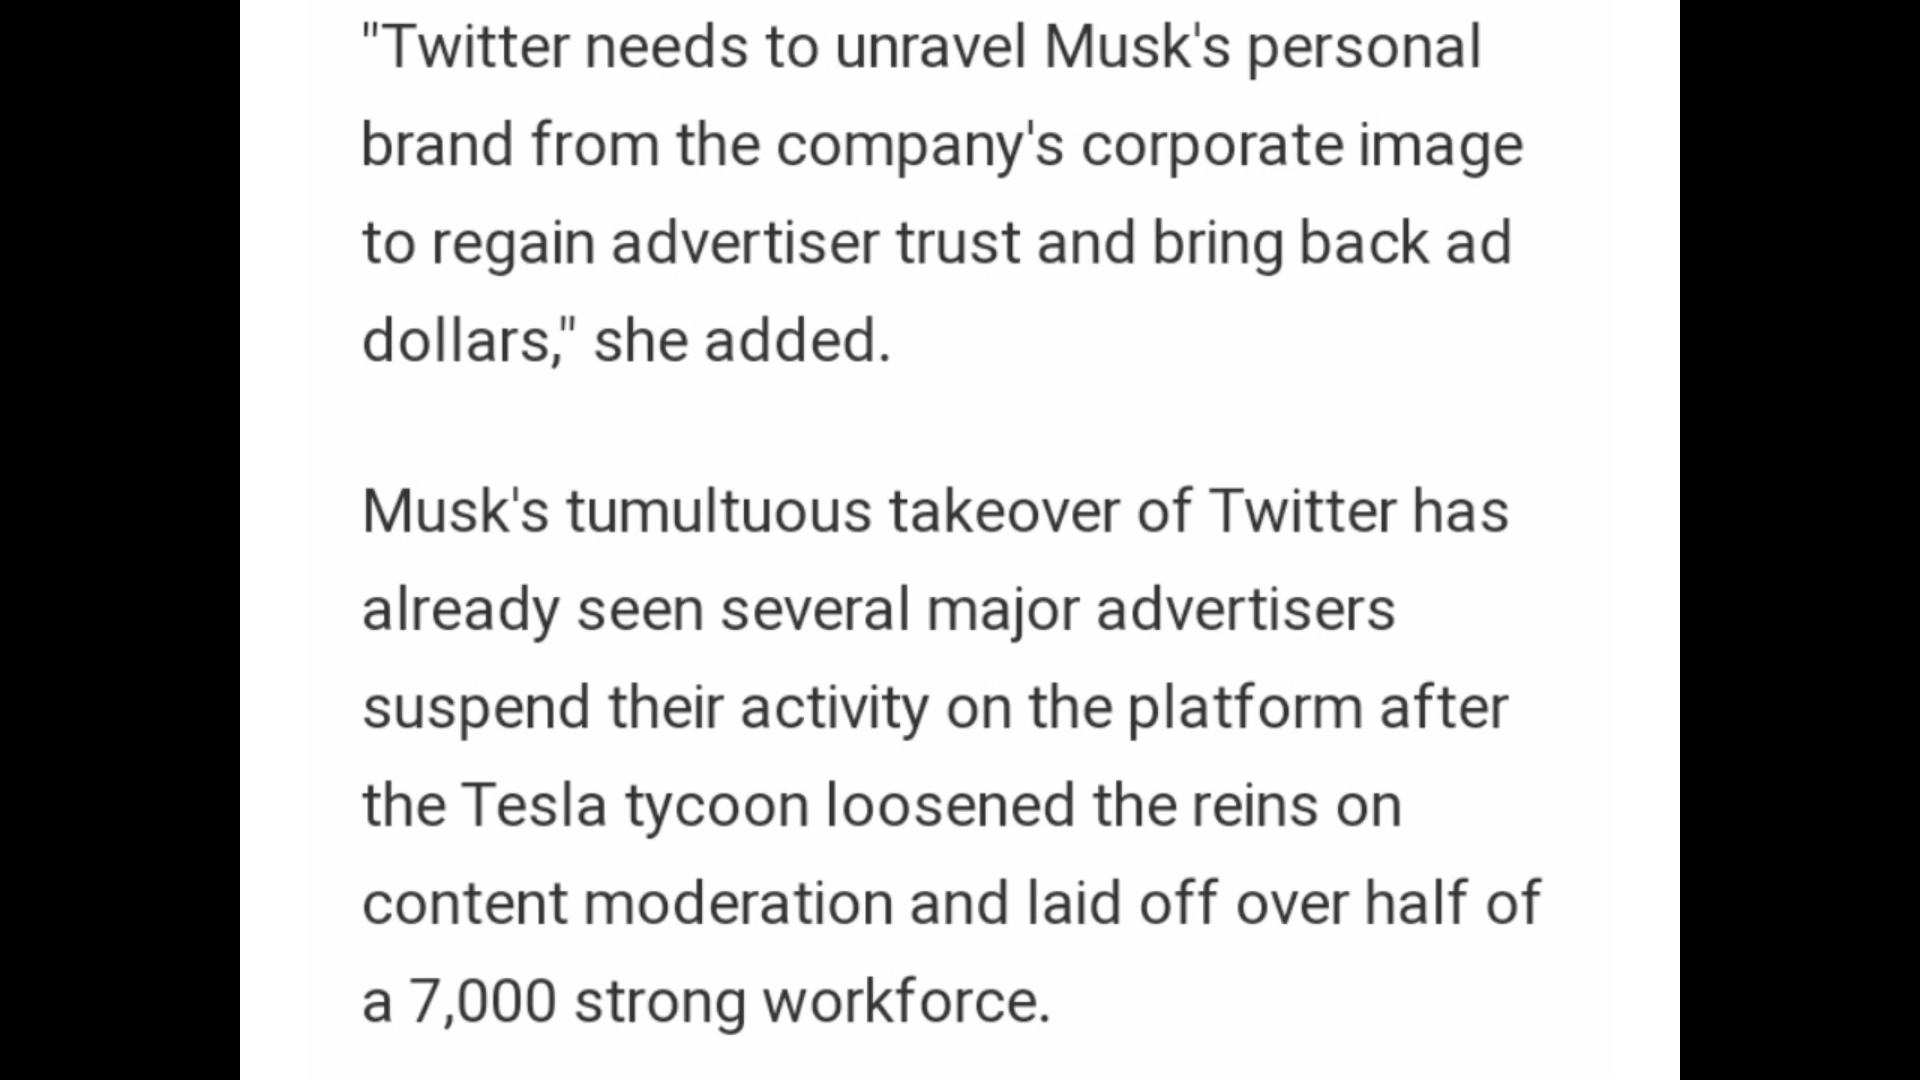 "Twitter needs to unravel Musk's personal
brand from the company's corporate image
to regain advertiser trust and bring back ad
dollars," she added.
Musk's tumultuous takeover of Twitter has
already seen several major advertisers
suspend their activity on the platform after
the Tesla tycoon loosened the reins on
content moderation and laid off over half of
a 7,000 strong workforce.